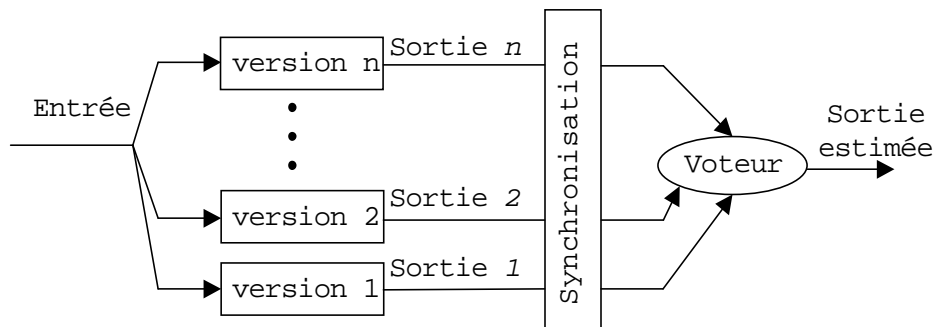 Sortie n
version n
Entrée
Synchronisation
Sortie
estimée
Voteur
Sortie 2
version 2
Sortie 1
version 1